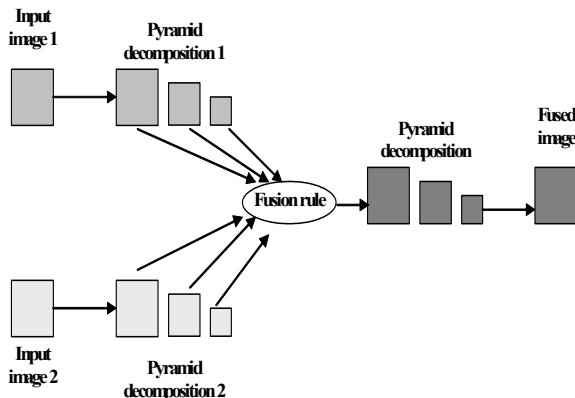 Input
image 1
Pyramid
decomposition 1
Pyramid
decomposition
Fused
image
Fusion rule
Input
image 2
Pyramid
decomposition 2